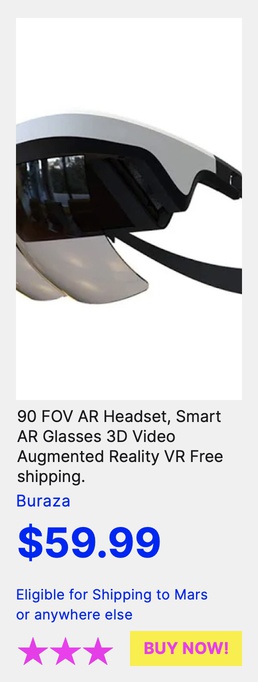 90 FOV AR Headset, Smart
AR Glasses 3D Video
Augmented Reality VR Free
shipping.
Buraza
$59.99
Eligible for Shipping to Mars
or anywhere else
BUY NOW!